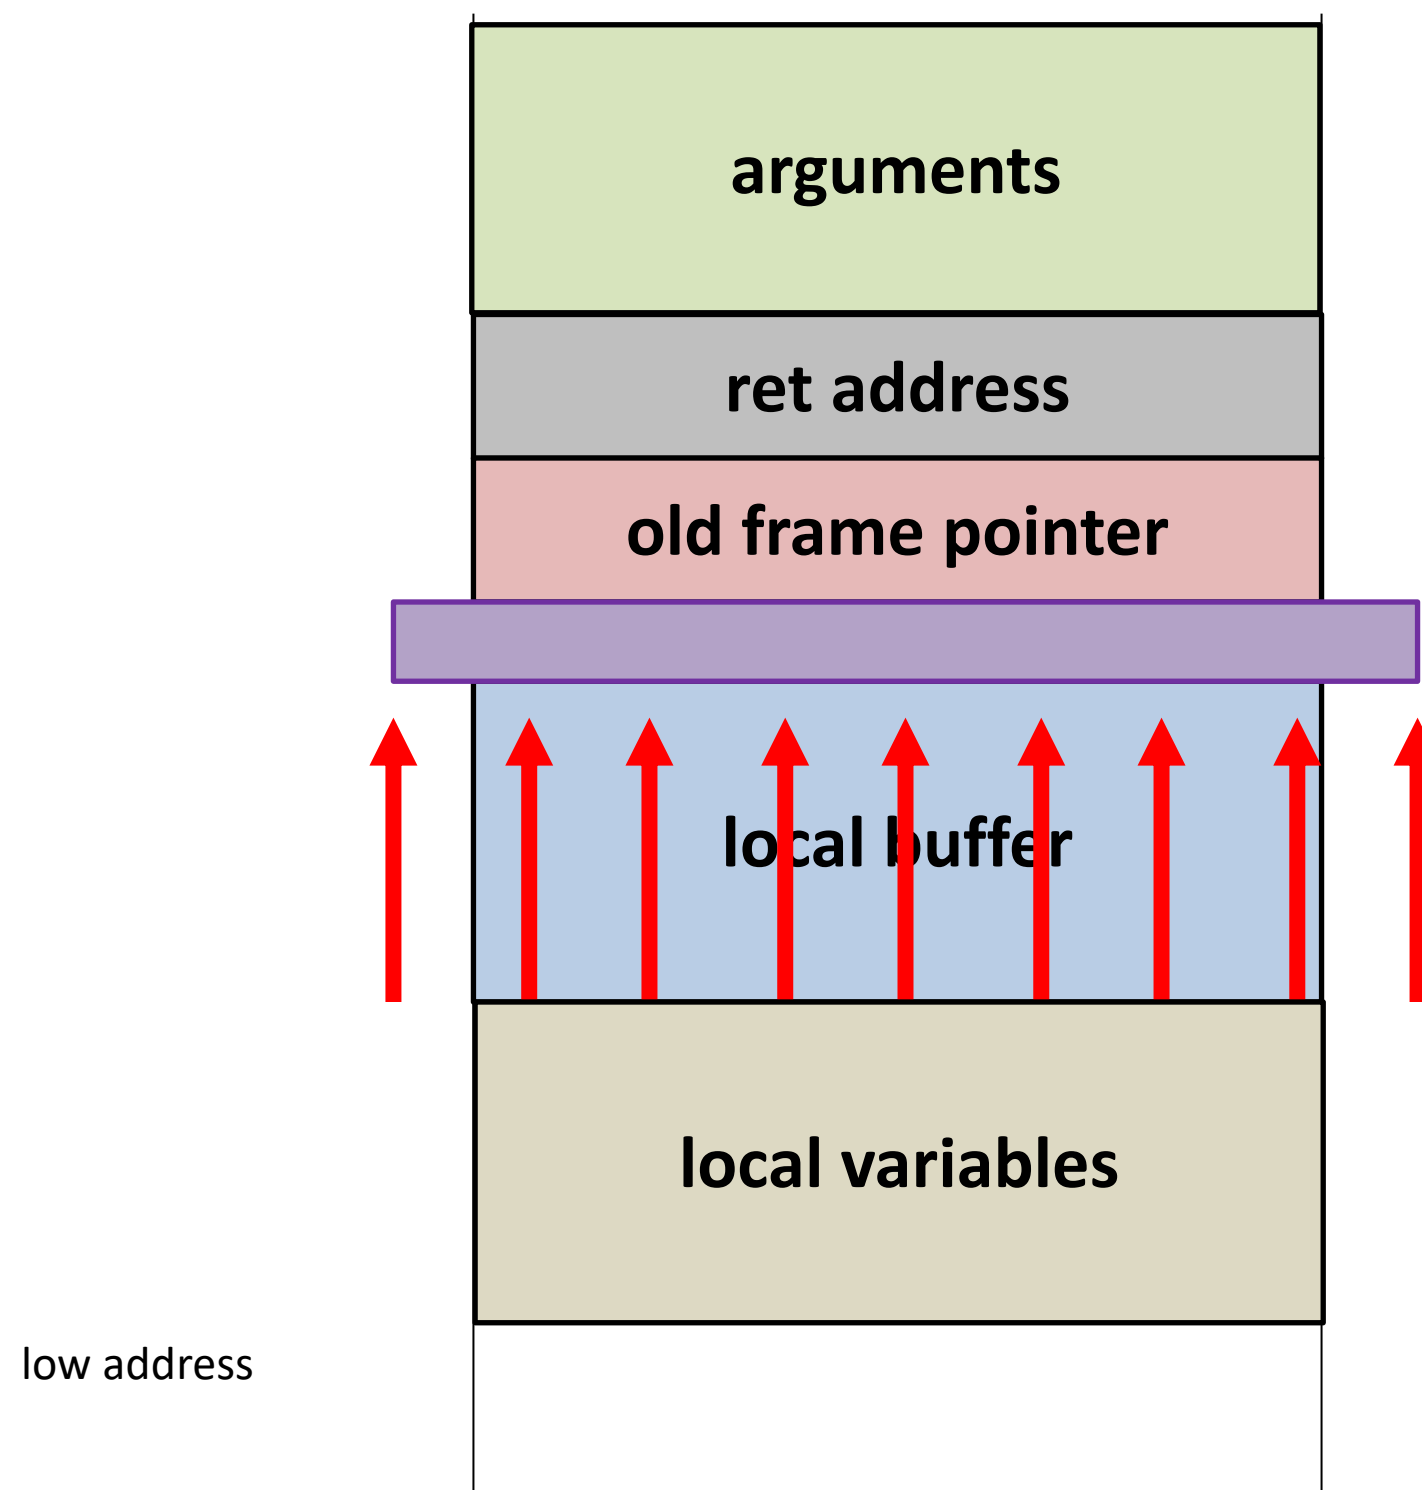 arguments
ret address
old frame pointer
local buffer
local variables
low address